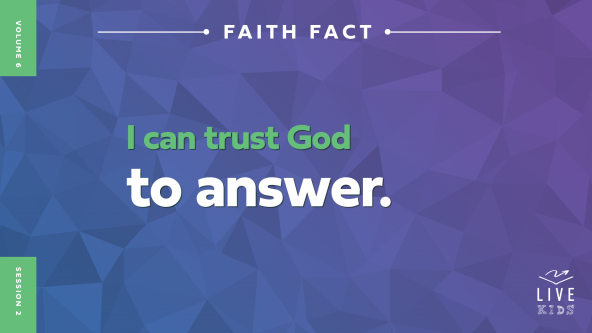 VOLUME 6
FAITH FACT
I can trust God
to answer.
SESSION 2
LIVE
KIDS